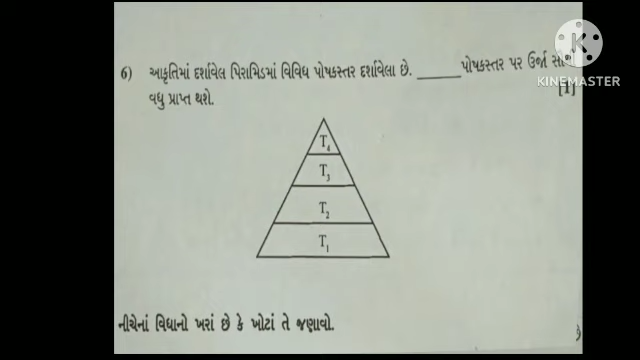 6) આકૃતિમાં દર્શાવેલ પિરામિડમાં વિવિધ પોષકસ્તર દર્શાવેલા છે. ______ પોષકસ્તર પર ઉર્જા
વધુ પ્રાપ્ત થશે.
[1]
KINEMASTER
T4
T3
T2
T1
નીચેનાં વિધાનો ખરાં છે કે ખોટાં તે જણાવો.